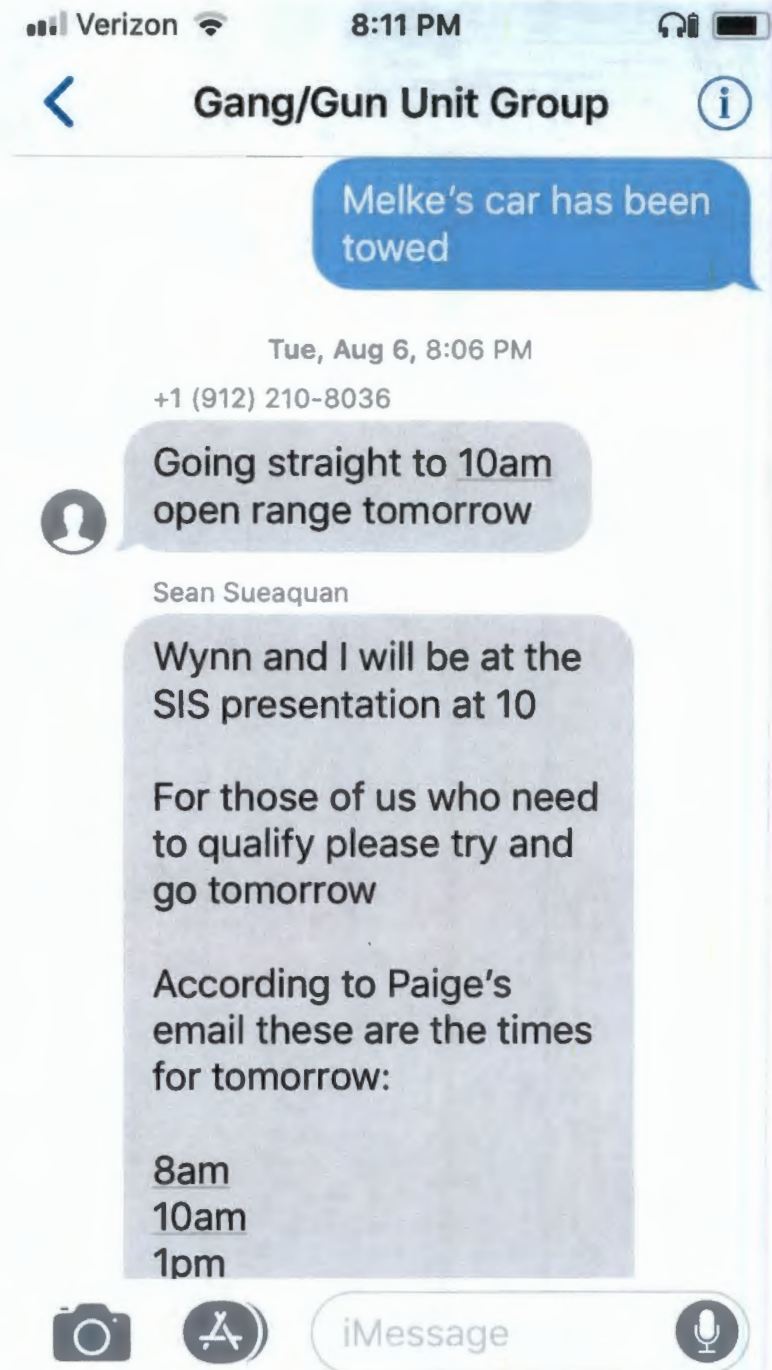 Verizon 8:11 PM
Gang/Gun Unit Group
Melke's car has been
towed
Tue, Aug 6, 8:06 PM
+1 (912) 210-8036
Going straight to 10am
open range tomorrow
Sean Sueaquan
Wynn and I will be at the
SIS presentation at 10
For those of us who need
to qualify please try and
go tomorrow
According to Paige's
email these are the times
for tomorrow:
8am
10am
1pm
iMessage